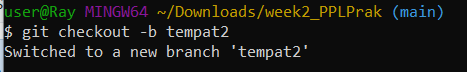 user@Ray MINGW64 ~/Downloads/week2_PPLPrak (main)
$ git checkout -b tempat2
Switched to a new branch 'tempat2'